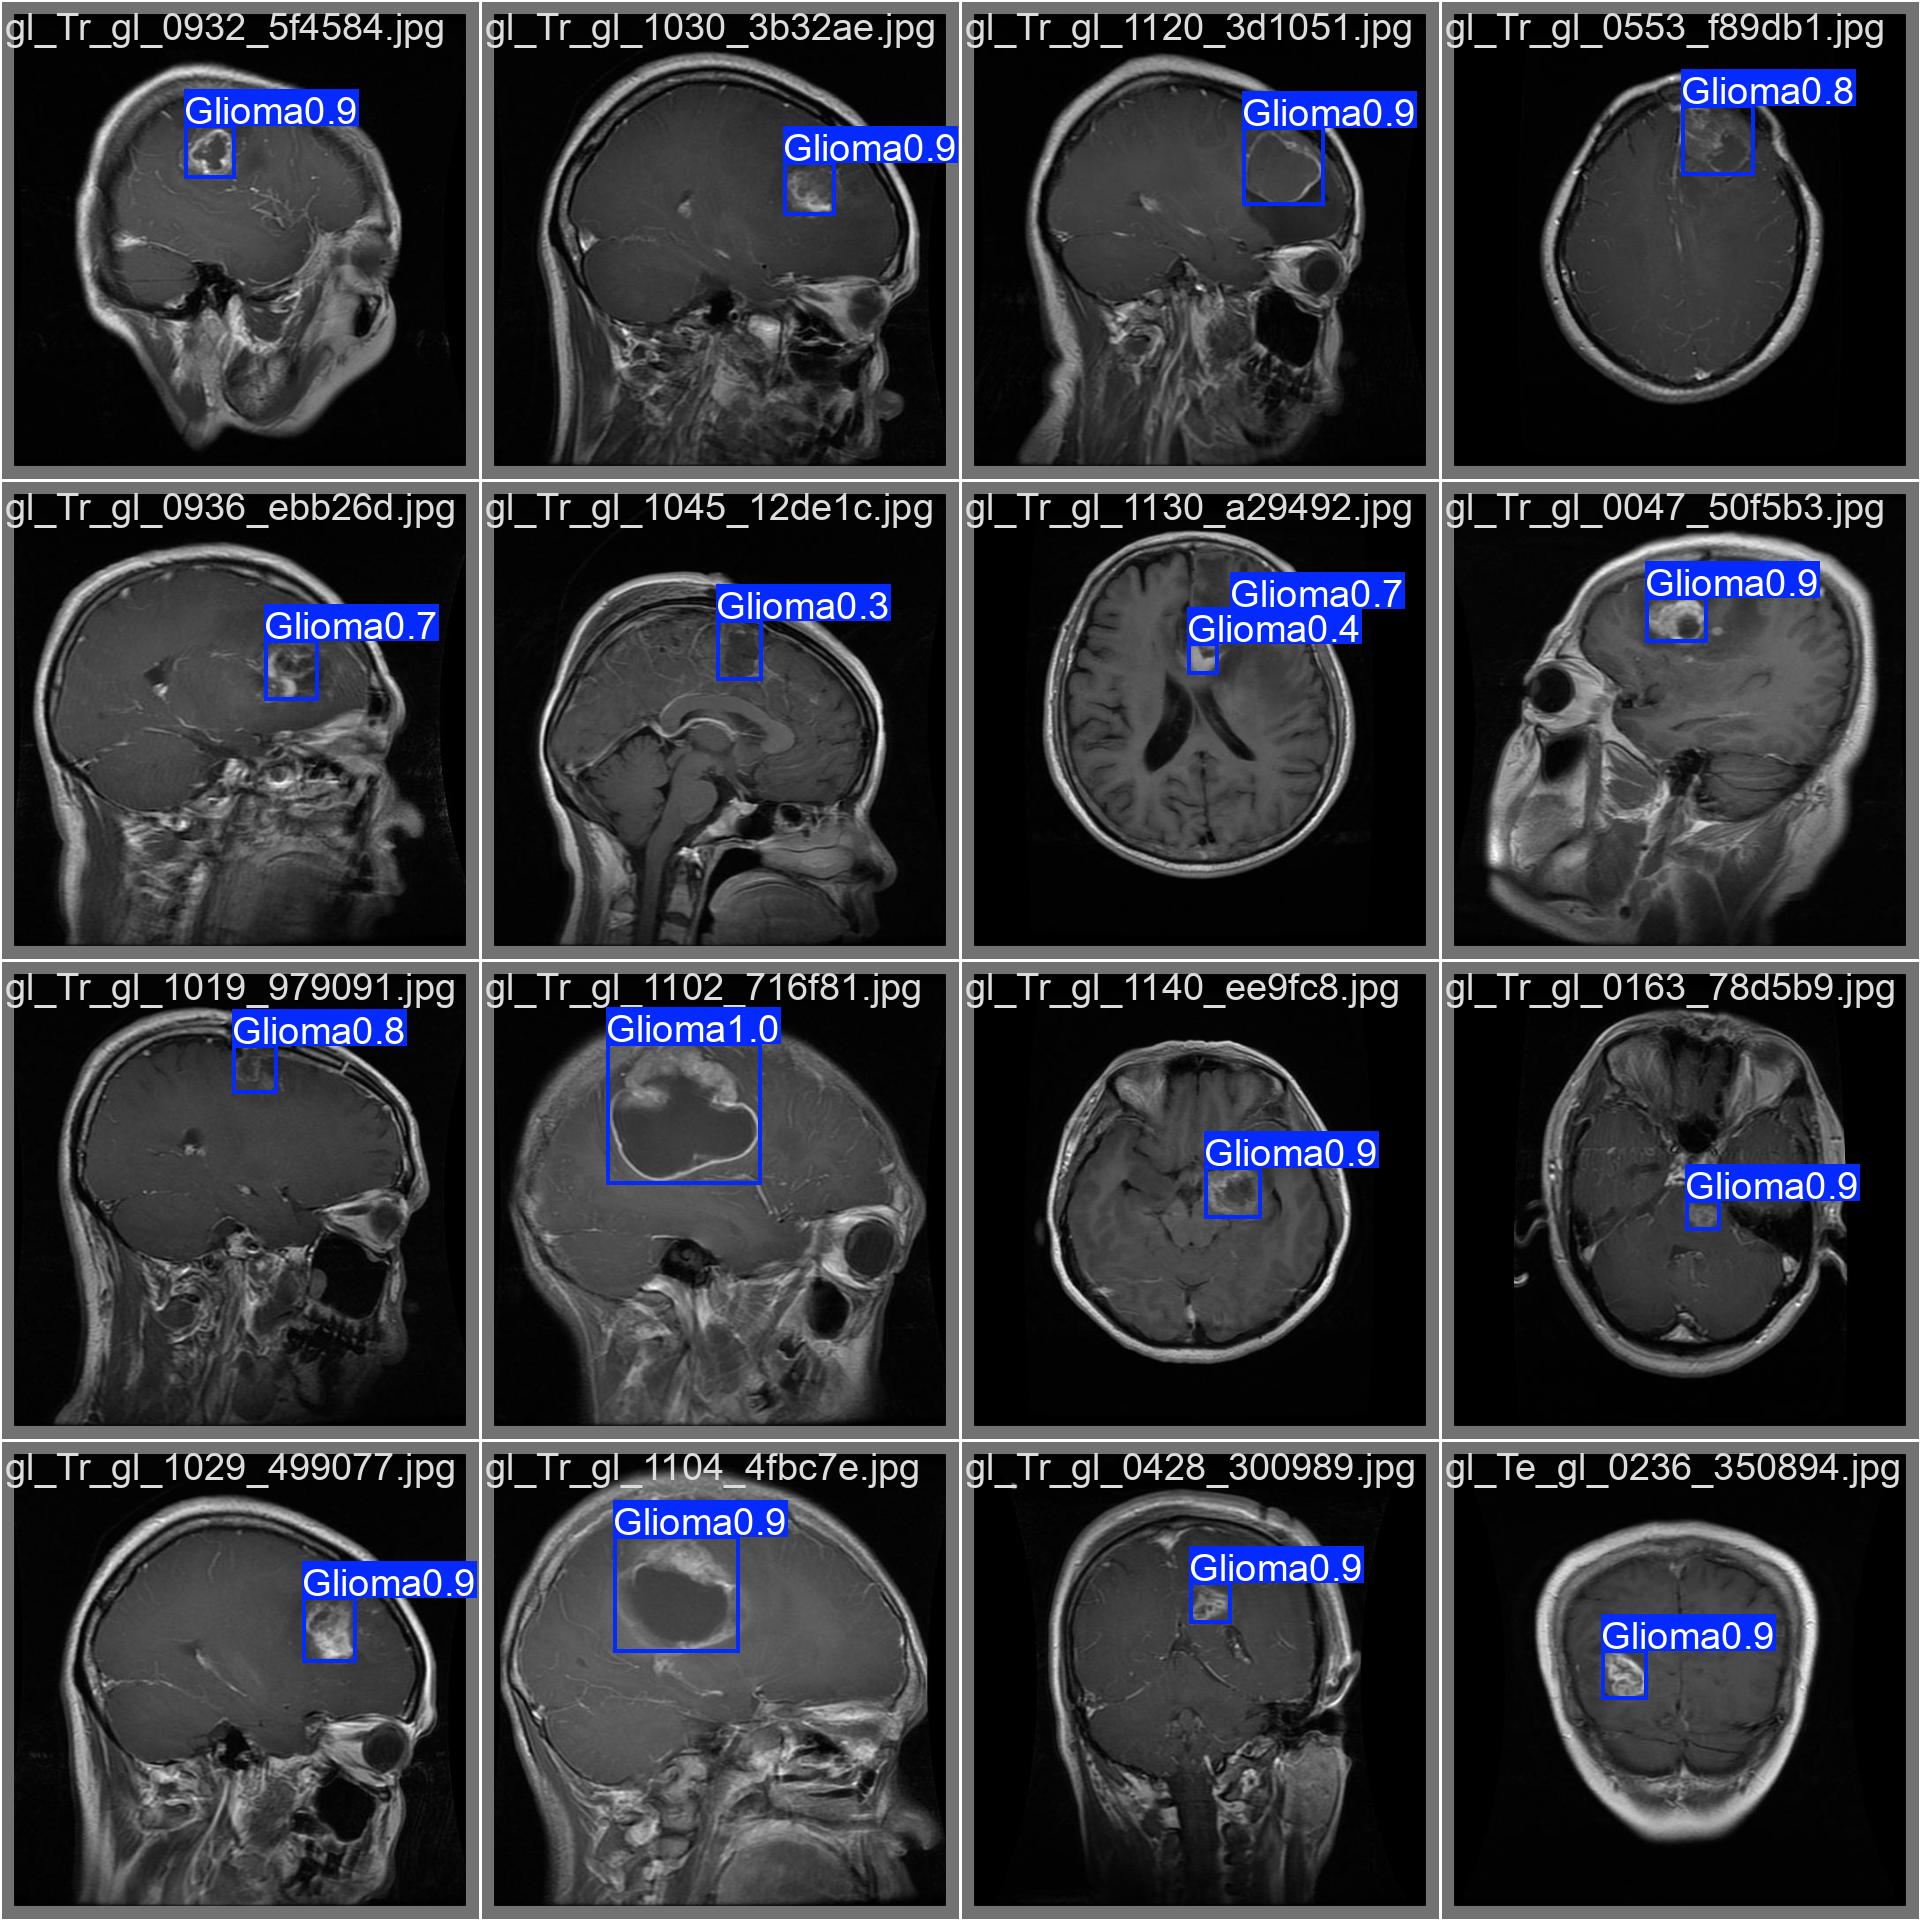 gl_Tr_gl_0932_5f4584.jpg
Glioma0.9
gl_Tr_gl_1030_3b32ae.jpg
Glioma0.9
gl_Tr_gl_1120_3d1051.jpg
Glioma0.9
gl_Tr_gl_0553_f89db1.jpg
Glioma0.8
gl_Tr_gl_0936_ebb26d.jpg
Glioma0.7
gl_Tr_gl_1045_12de1c.jpg
Glioma0.3
gl_Tr_gl_1130_a29492.jpg
Glioma0.7
Glioma0.4
gl_Tr_gl_0047_50f5b3.jpg
Glioma0.9
gl_Tr_gl_1019_979091.jpg
Glioma0.8
gl_Tr_gl_1102_716f81.jpg
Glioma1.0
gl_Tr_gl_1140_ee9fc8.jpg
Glioma0.9
gl_Tr_gl_0163_78d5b9.jpg
Glioma0.9
gl_Tr_gl_1029_499077.jpg
Glioma0.9
gl_Tr_gl_1104_4fbc7e.jpg
Glioma0.9
gl_Tr_gl_0428_300989.jpg
Glioma0.9
gl_Te_gl_0236_350894.jpg
Glioma0.9